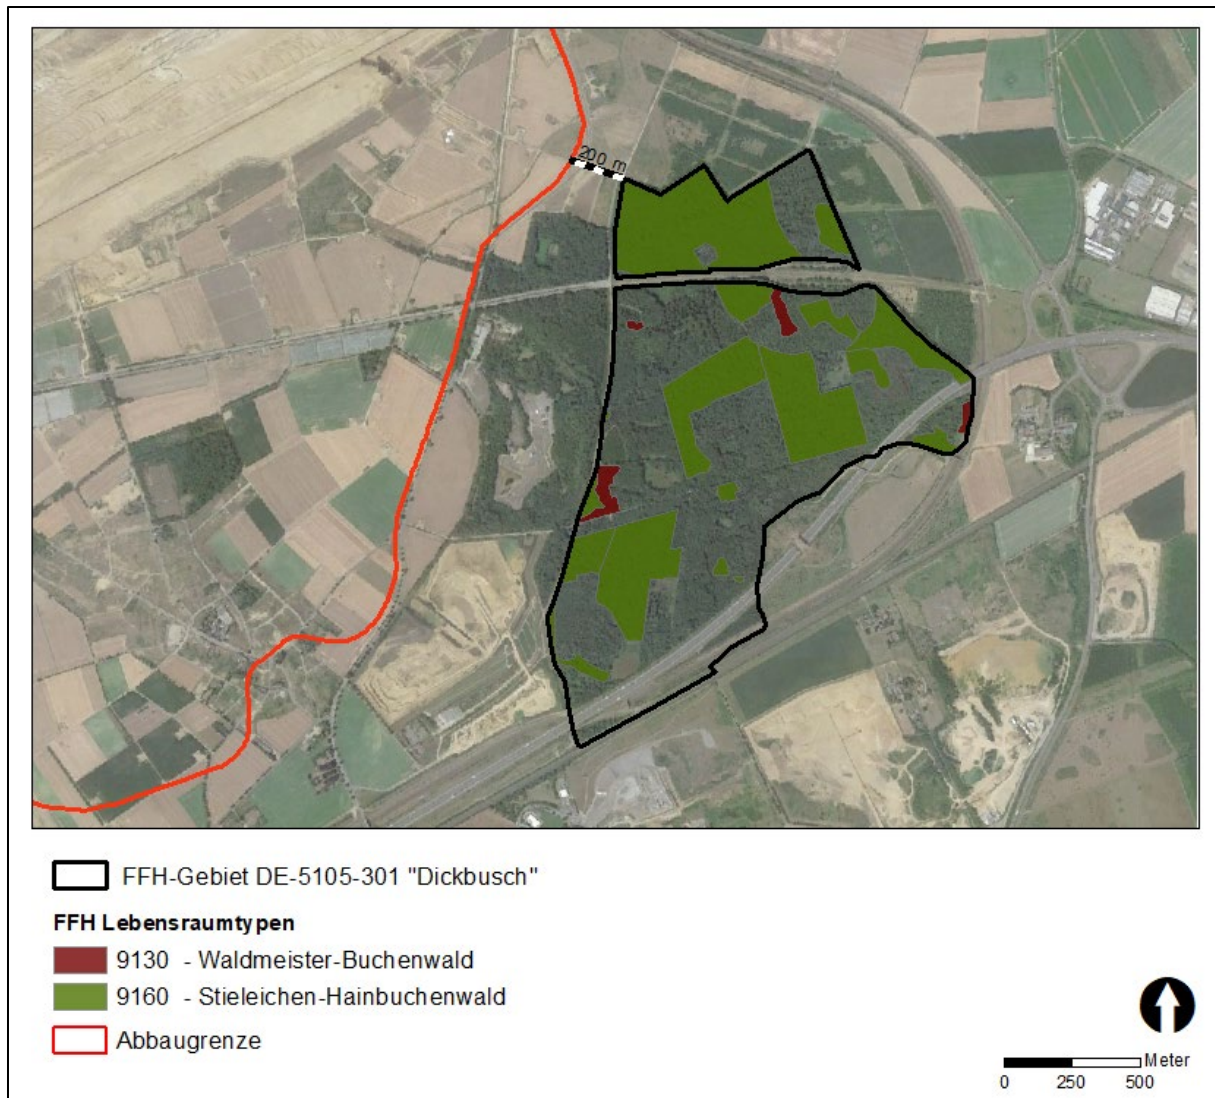 200 m
FFH-Gebiet DE-5105-301 "Dickbusch"
FFH Lebensraumtypen
9130 - Waldmeister-Buchenwald
9160 - Stieleichen-Hainbuchenwald
Abbaugrenze
Meter
0 250 500